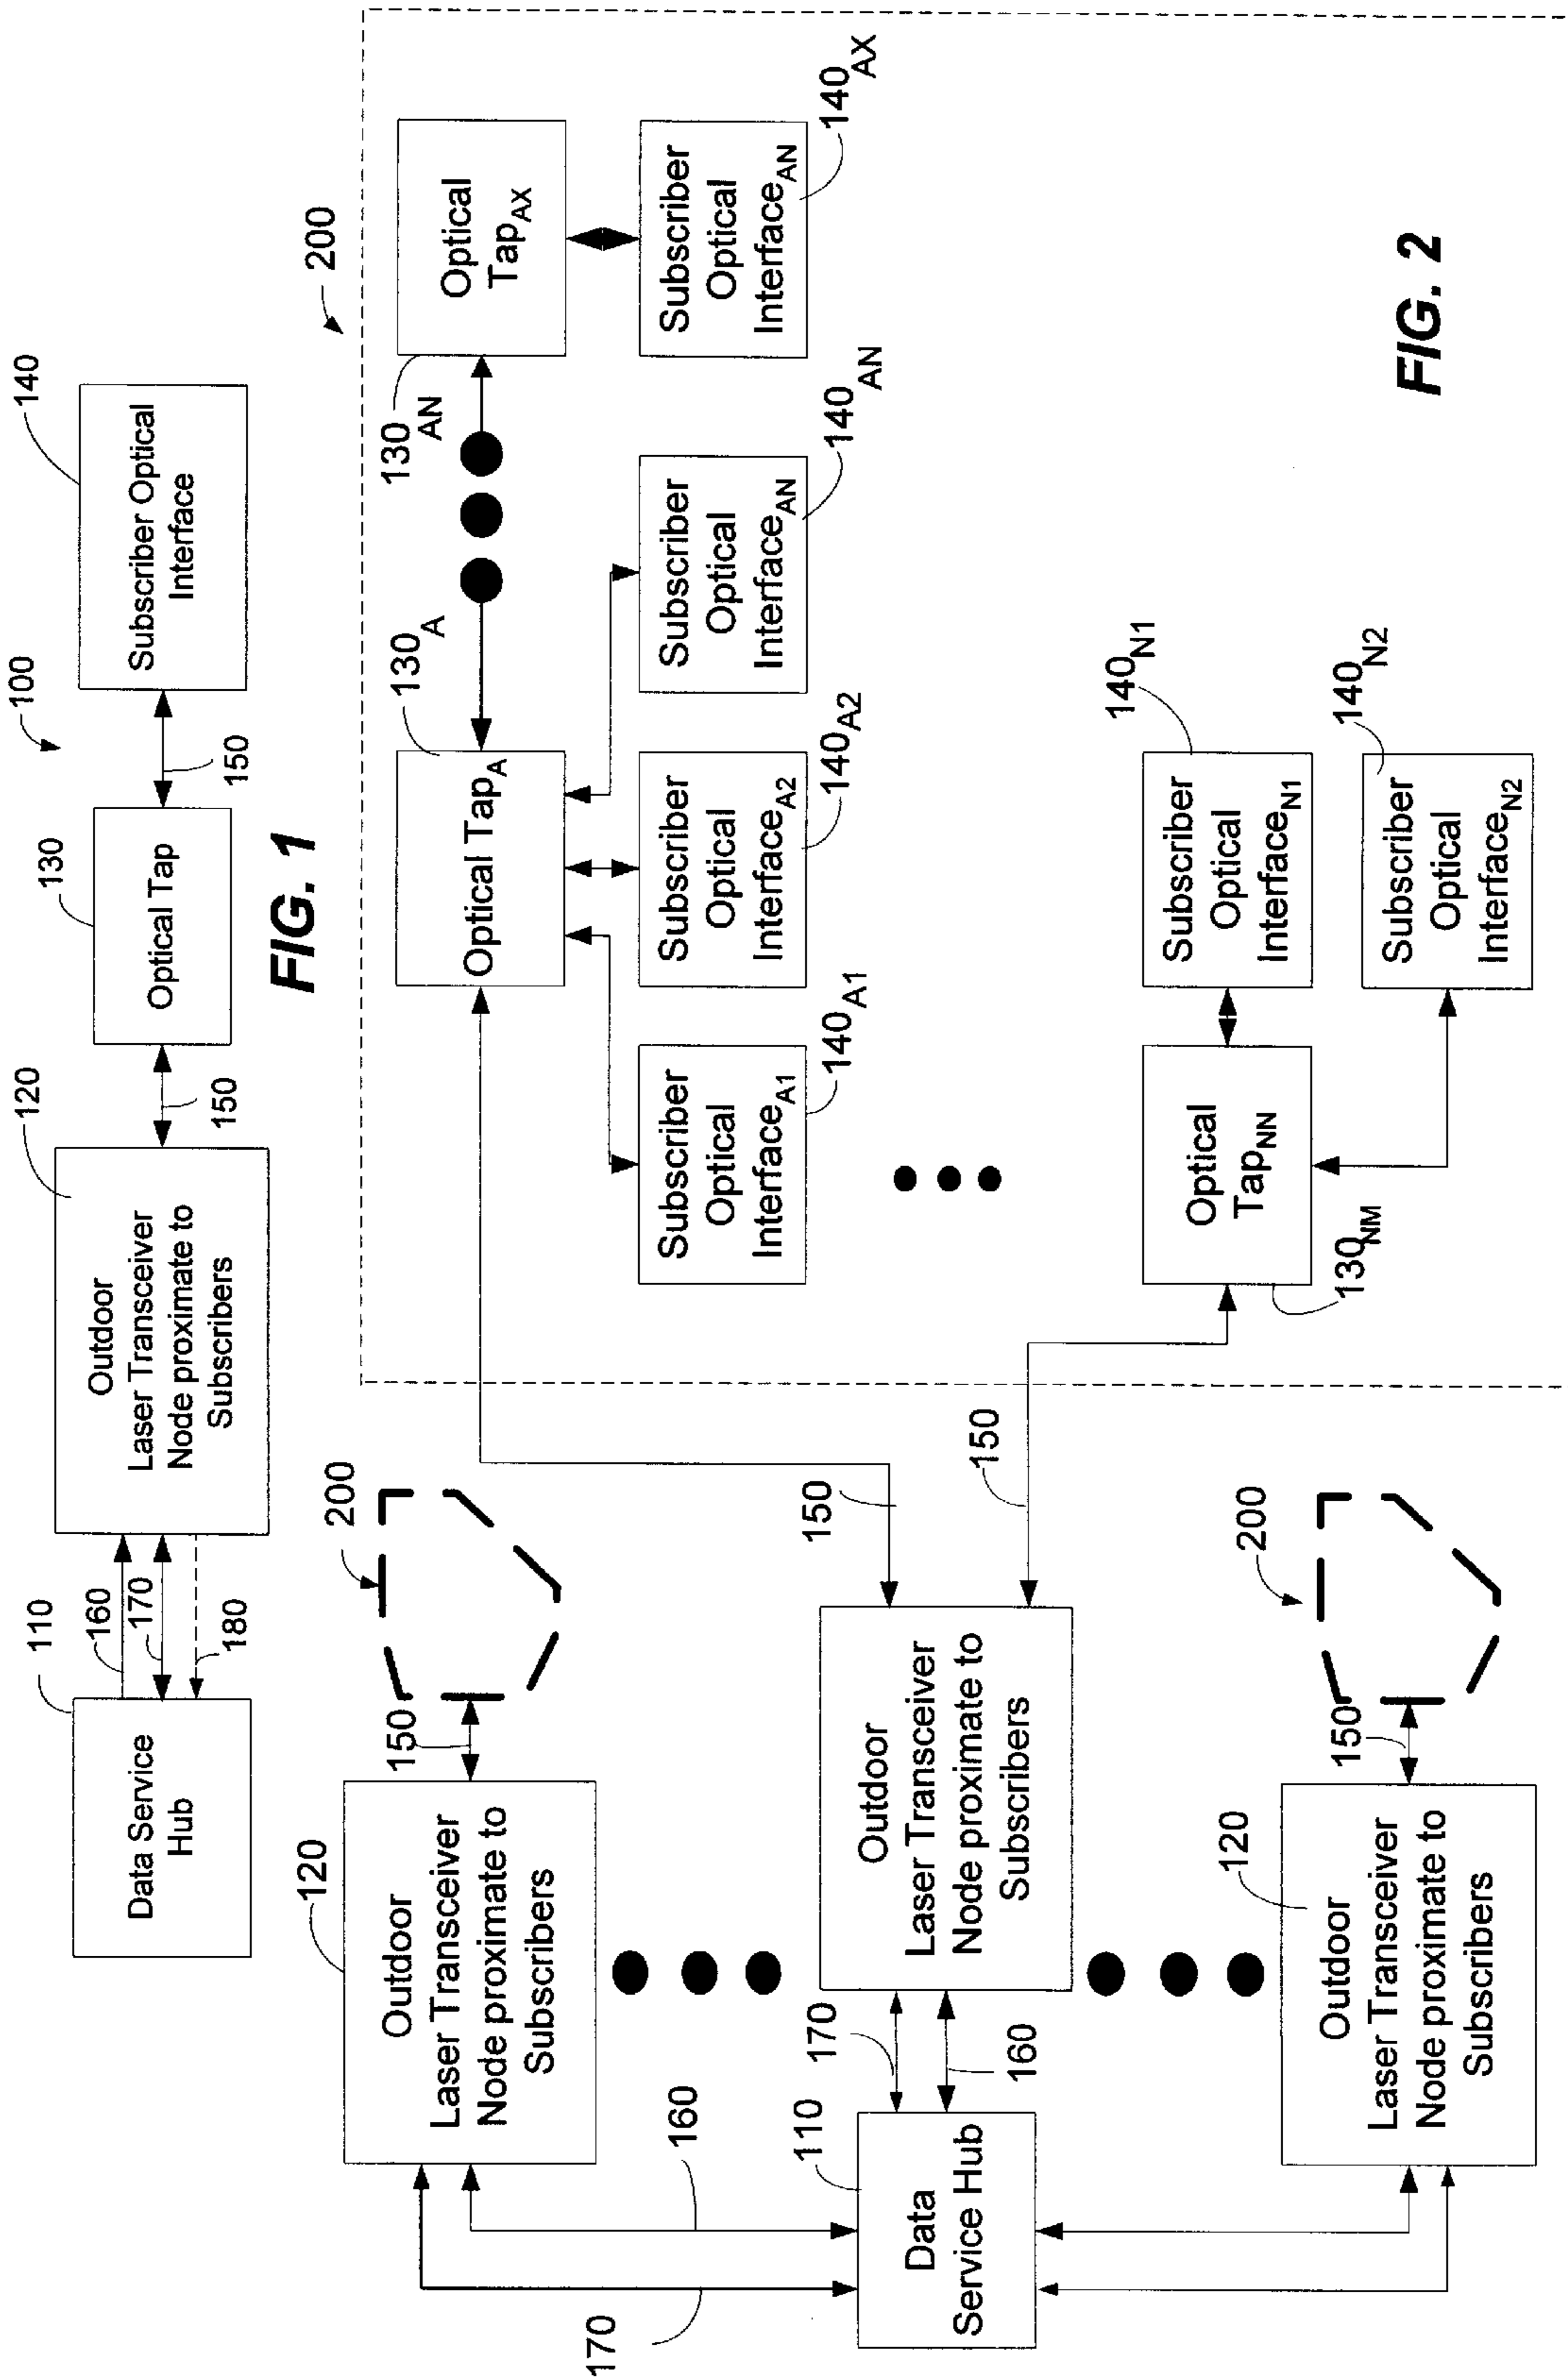 100
110
Data Service
Hub
160
170
180
120
Outdoor
Laser Transceiver
Node proximate to
Subscribers
150
130
Optical Tap
150
140
Subscriber Optical
Interface
FIG. 1
120
Outdoor
Laser Transceiver
Node proximate to
Subscribers
150
200
170
160
110
Data
Service Hub
170
160
Outdoor
Laser Transceiver
Node proximate to
Subscribers
150
150
120
Outdoor
Laser Transceiver
Node proximate to
Subscribers
150
200
200
130A
Optical TapA
130AN
Optical
TapAX
Subscriber
Optical
InterfaceA1
140A1
Subscriber
Optical
InterfaceA2
140A2
Subscriber
Optical
InterfaceAN
140AN
Subscriber
Optical
InterfaceAN
140AX
Optical
TapNN
130NM
Subscriber
Optical
InterfaceN1
140N1
Subscriber
Optical
InterfaceN2
140N2
FIG. 2